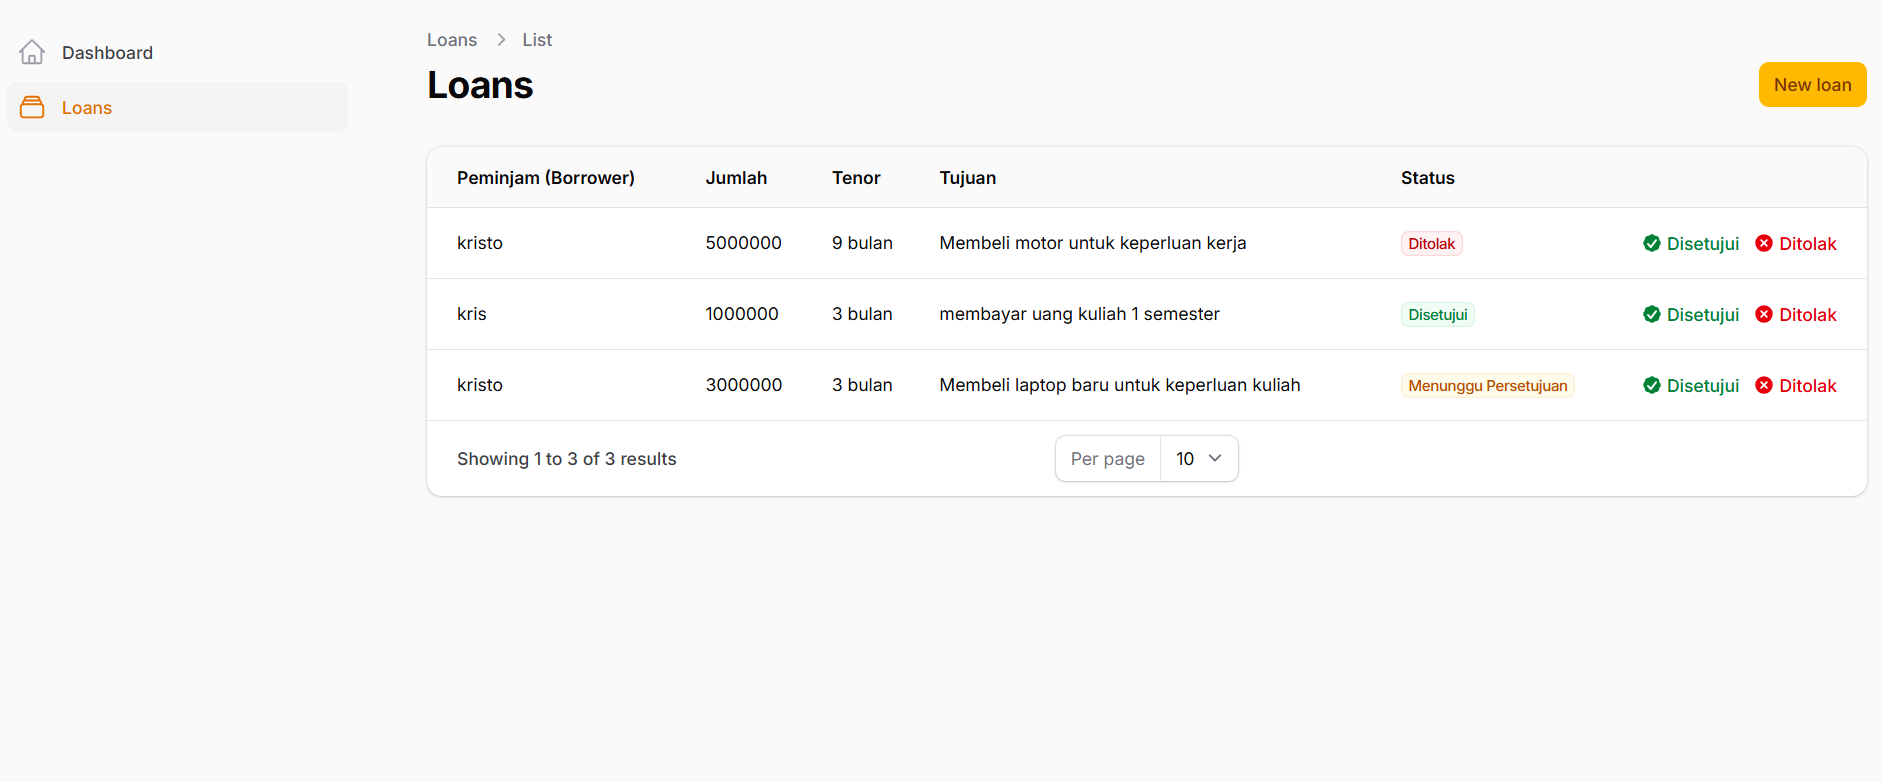 Dashboard
Loans
Loans > List
Loans
New loan
Peminjam (Borrower) Jumlah Tenor Tujuan Status
kristo 5000000 9 bulan Membeli motor untuk keperluan kerja Ditolak Disetujui Ditolak
kris 1000000 3 bulan membayar uang kuliah 1 semester Disetujui Disetujui Ditolak
kristo 3000000 3 bulan Membeli laptop baru untuk keperluan kuliah Menunggu Persetujuan Disetujui Ditolak
Showing 1 to 3 of 3 results Per page 10